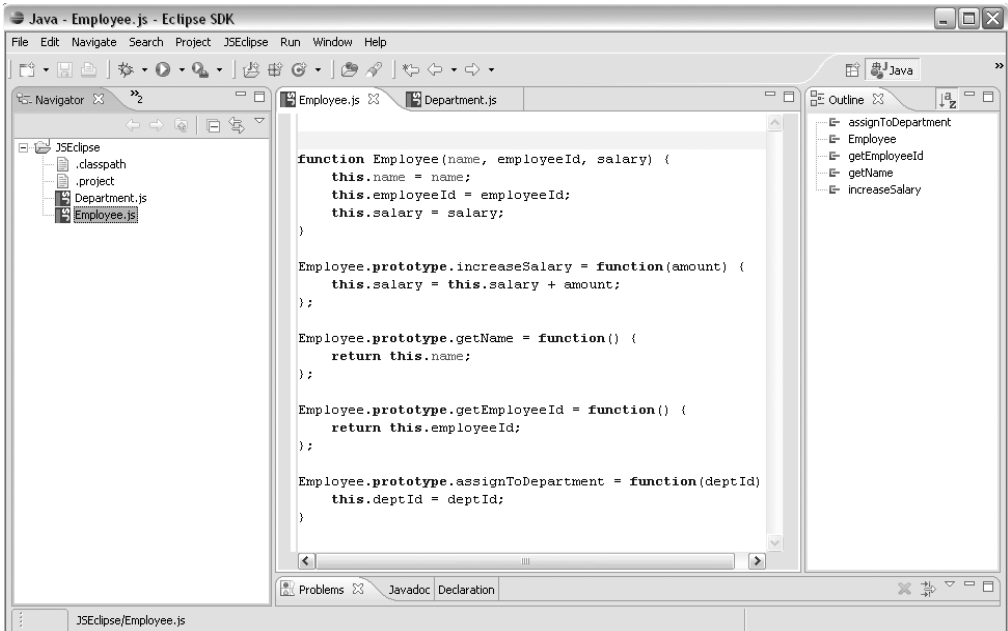 Java - Employee.js - Eclipse SDK
File Edit Navigate Search Project JSEclipse Run Window Help
Java
»
Navigator
»2
Employee.js
Department.js
Outline
JSEclipse
.classpath
.project
Department.js
Employee.js
function Employee(name, employeeId, salary) {
    this.name = name;
    this.employeeId = employeeId;
    this.salary = salary;
}
Employee.prototype.increaseSalary = function(amount) {
    this.salary = this.salary + amount;
};
Employee.prototype.getName = function() {
    return this.name;
};
Employee.prototype.getEmployeeId = function() {
    return this.employeeId;
};
Employee.prototype.assignToDepartment = function(deptId)
    this.deptId = deptId;
}
assignToDepartment
Employee
getEmployeeId
getName
increaseSalary
Problems
Javadoc
Declaration
JSEclipse/Employee.js